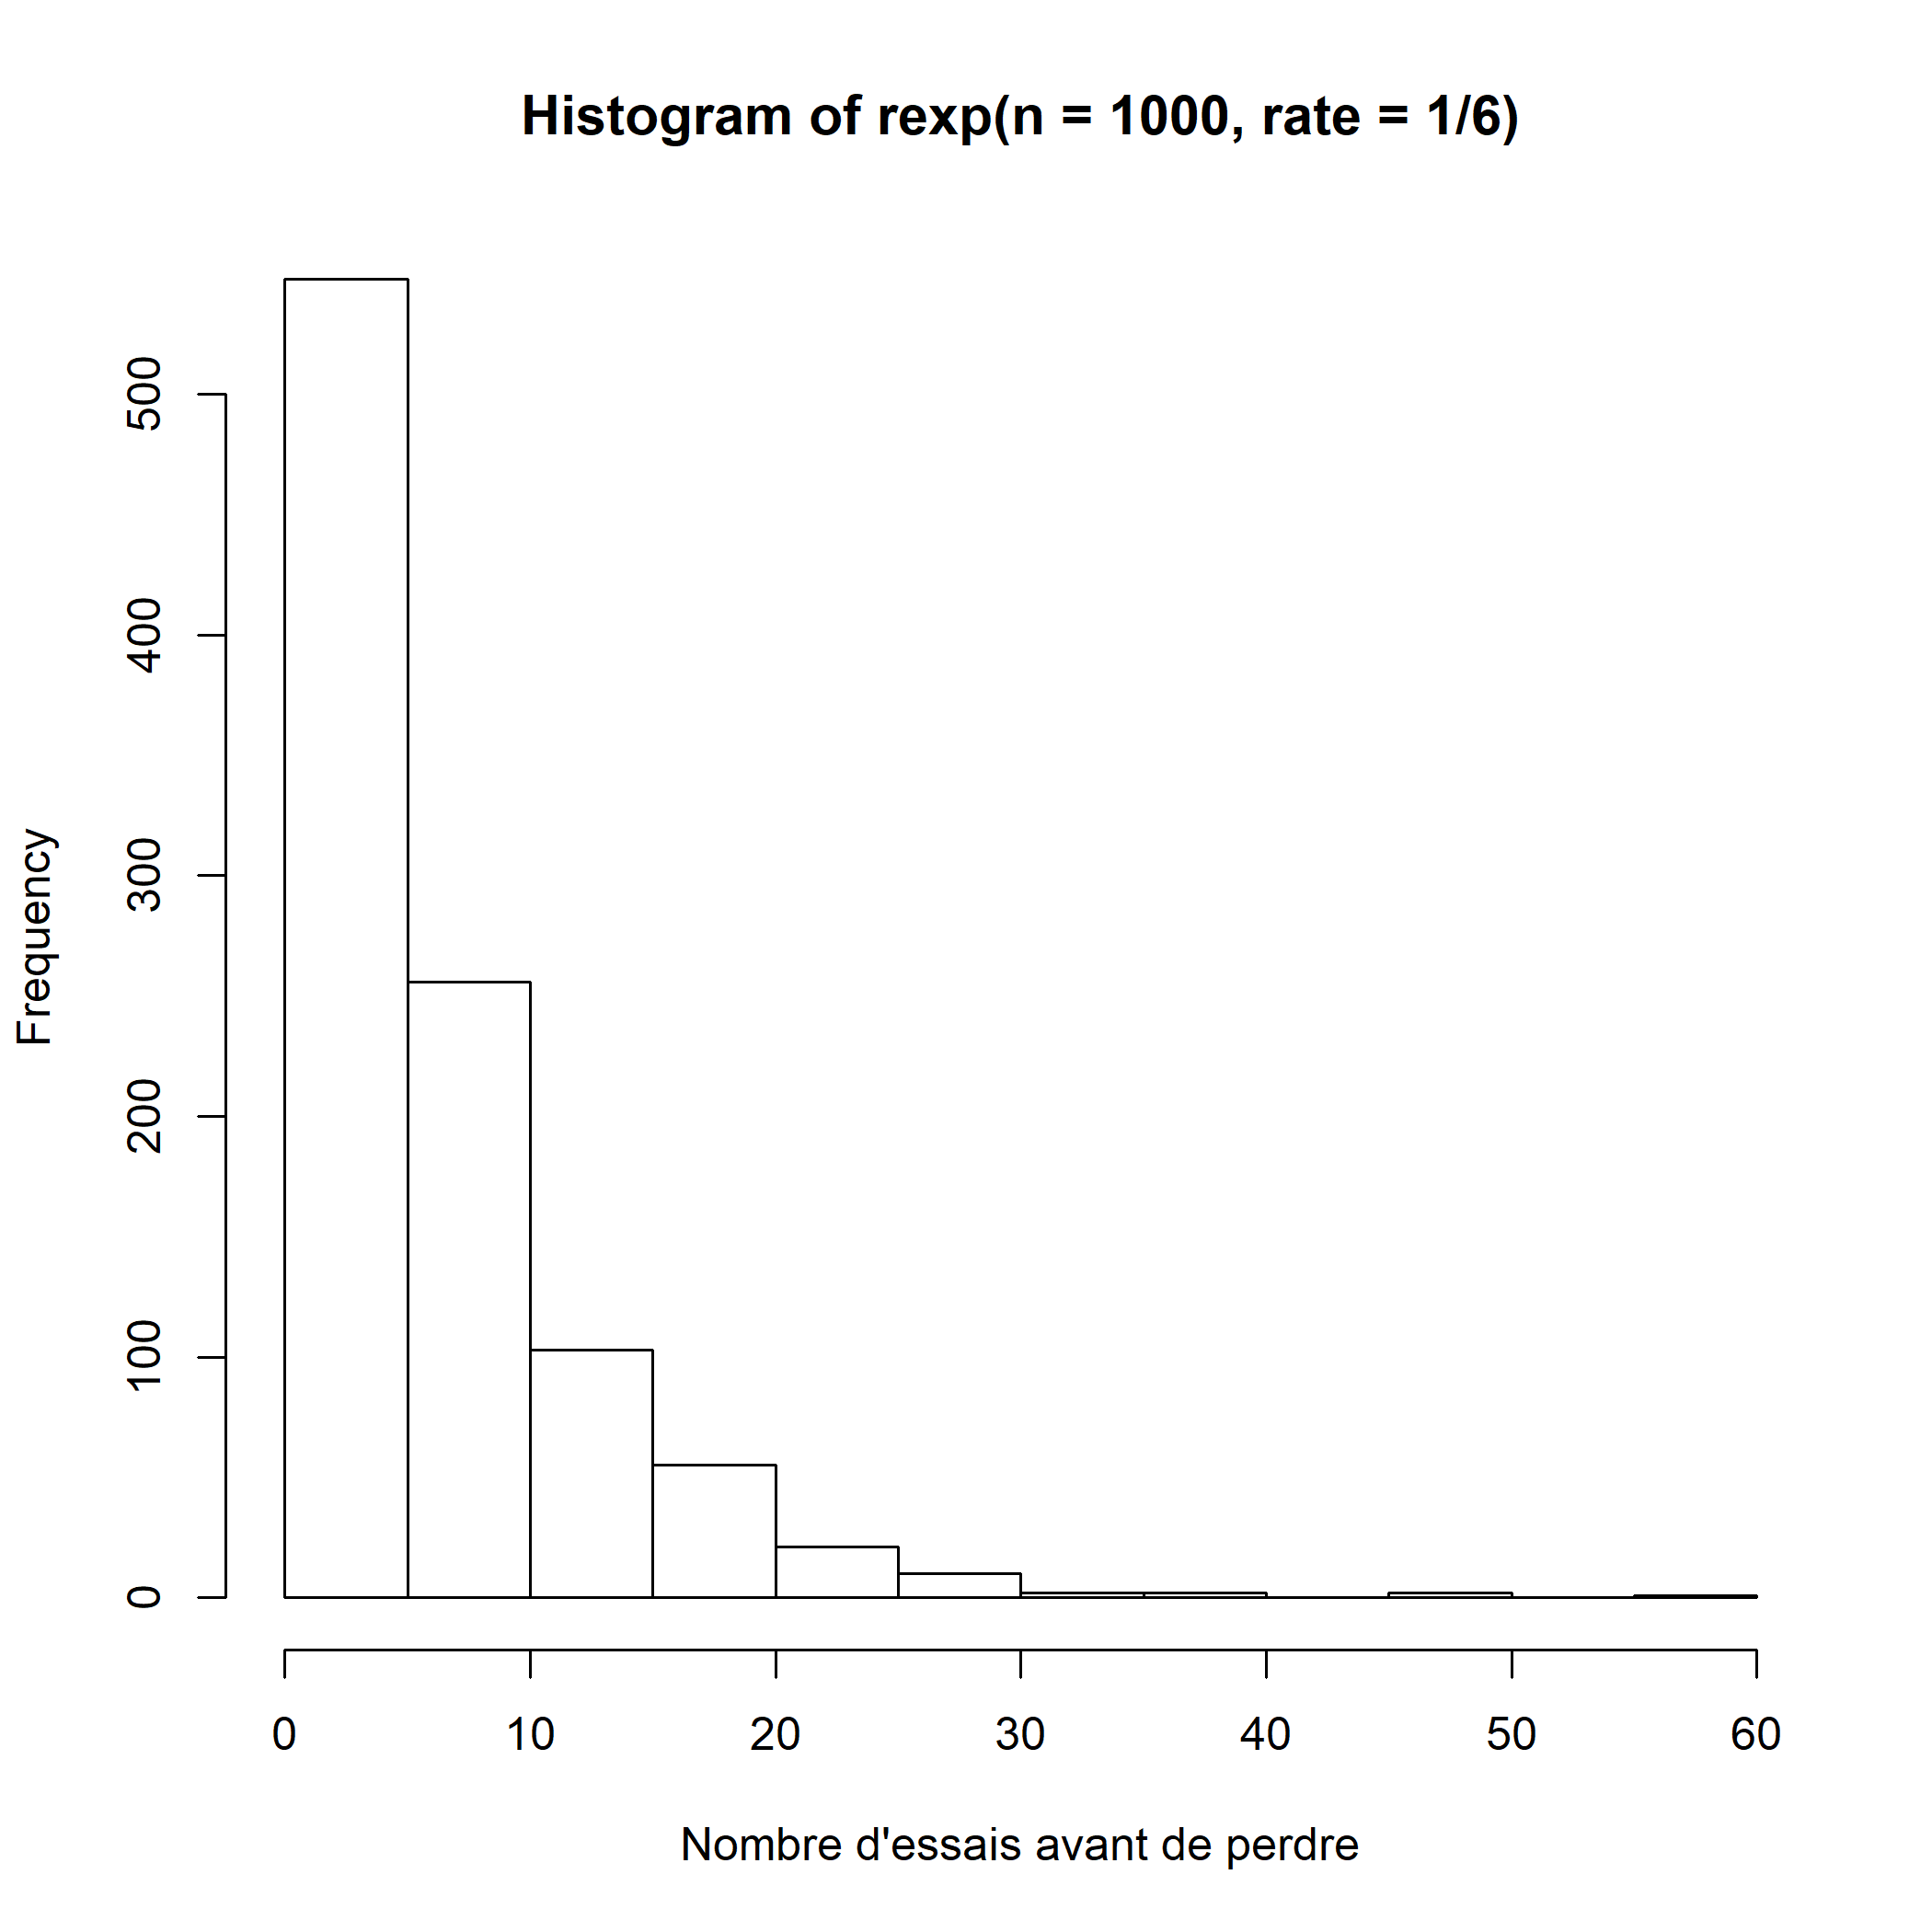 Histogram of rexp(n = 1000, rate = 1/6)
Frequency
500
400
300
200
100
0
0 10 20 30 40 50 60
Nombre d'essais avant de perdre